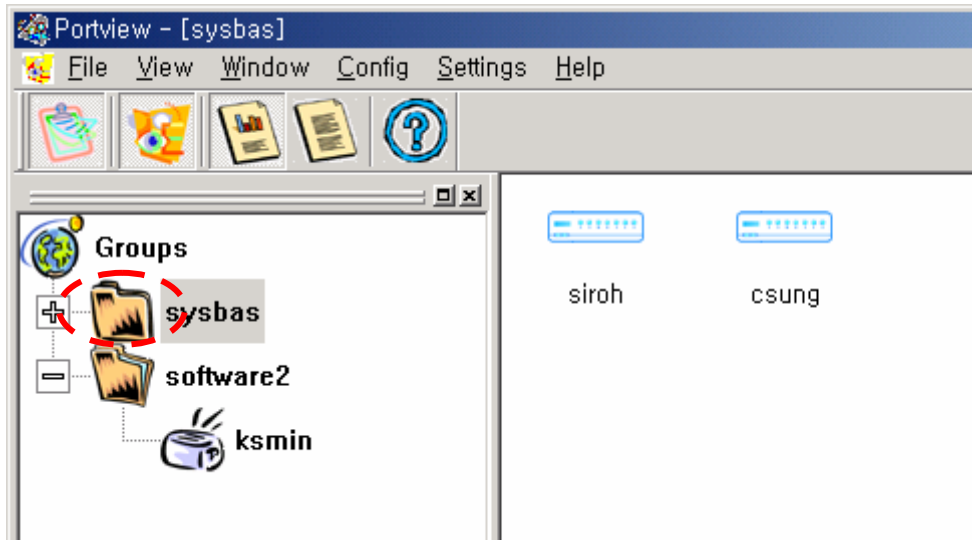 Portview - [sysbas]
File View Window Config Settings Help
Groups
sysbas
software2
ksmin
siroh csung